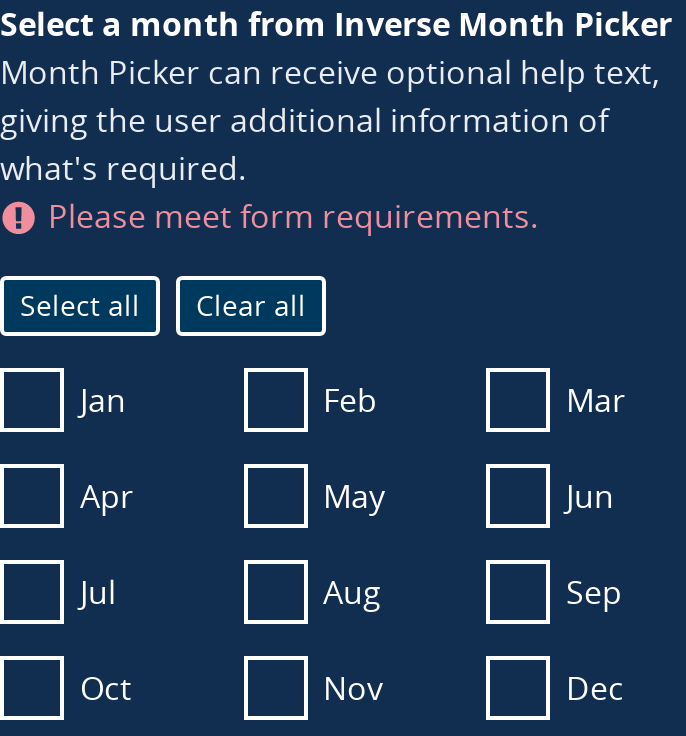 Select a month from Inverse Month Picker
Month Picker can receive optional help text,
giving the user additional information of
what's required.
Please meet form requirements.
Select all Clear all
Jan Feb Mar
Apr May Jun
Jul Aug Sep
Oct Nov Dec